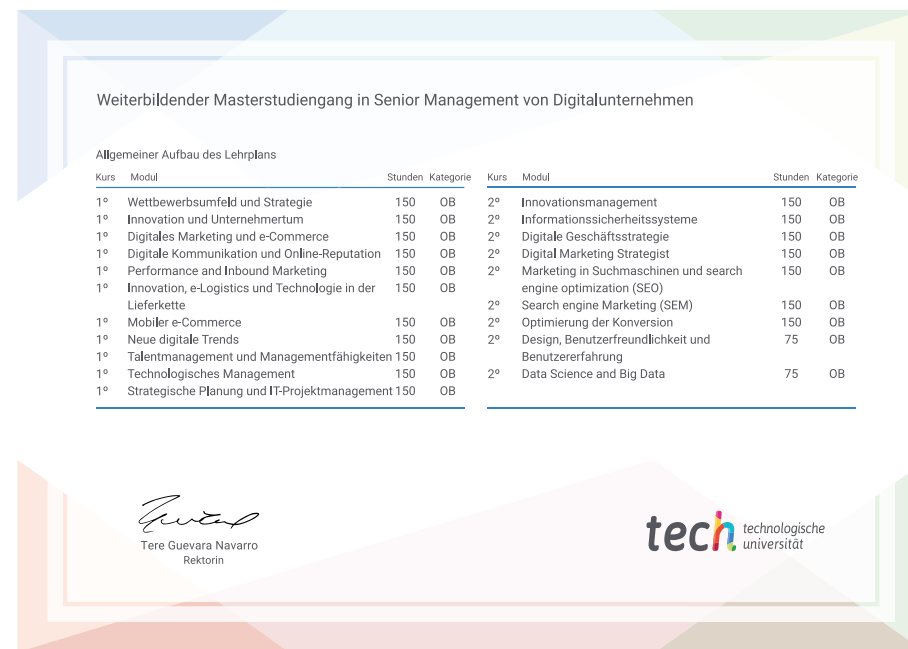 Weiterbildender Masterstudiengang in Senior Management von Digitalunternehmen
Allgemeiner Aufbau des Lehrplans
Kurs Modul Stunden Kategorie
1º Wettbewerbsumfeld und Strategie 150 OB
1º Innovation und Unternehmertum 150 OB
1º Digitales Marketing und e-Commerce 150 OB
1º Digitale Kommunikation und Online-Reputation 150 OB
1º Performance and Inbound Marketing 150 OB
1º Innovation, e-Logistics und Technologie in der 150 OB
Lieferkette
1º Mobiler e-Commerce 150 OB
1º Neue digitale Trends 150 OB
1º Talentmanagement und Managementfähigkeiten 150 OB
1º Technologisches Management 150 OB
1º Strategische Planung und IT-Projektmanagement 150 OB
Kurs Modul Stunden Kategorie
2º Innovationsmanagement 150 OB
2º Informationssicherheitssysteme 150 OB
2º Digitale Geschäftsstrategie 150 OB
2º Digital Marketing Strategist 150 OB
2º Marketing in Suchmaschinen und search 150 OB
engine optimization (SEO)
2º Search engine Marketing (SEM) 150 OB
2º Optimierung der Konversion 150 OB
2º Design, Benutzerfreundlichkeit und 75 OB
Benutzererfahrung
2º Data Science and Big Data 75 OB
Tere Guevara Navarro
Rektorin
tech technologische
universität